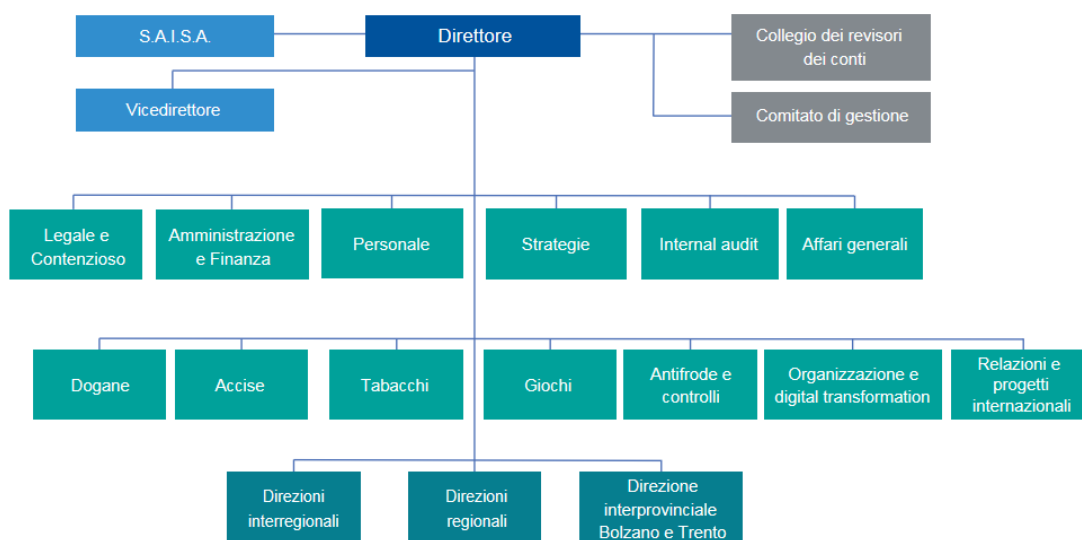 S.A.I.S.A.
Direttore
Collegio dei revisori
dei conti
Vicedirettore
Comitato di gestione
Legale e
Contenzioso
Amministrazione
e Finanza
Personale
Strategie
Internal audit
Affari generali
Dogane
Accise
Tabacchi
Giochi
Antifrode e
controlli
Organizzazione e
digital transformation
Relazioni e
progetti
internazionali
Direzioni
interregionali
Direzioni
regionali
Direzione
interprovinciale
Bolzano e Trento